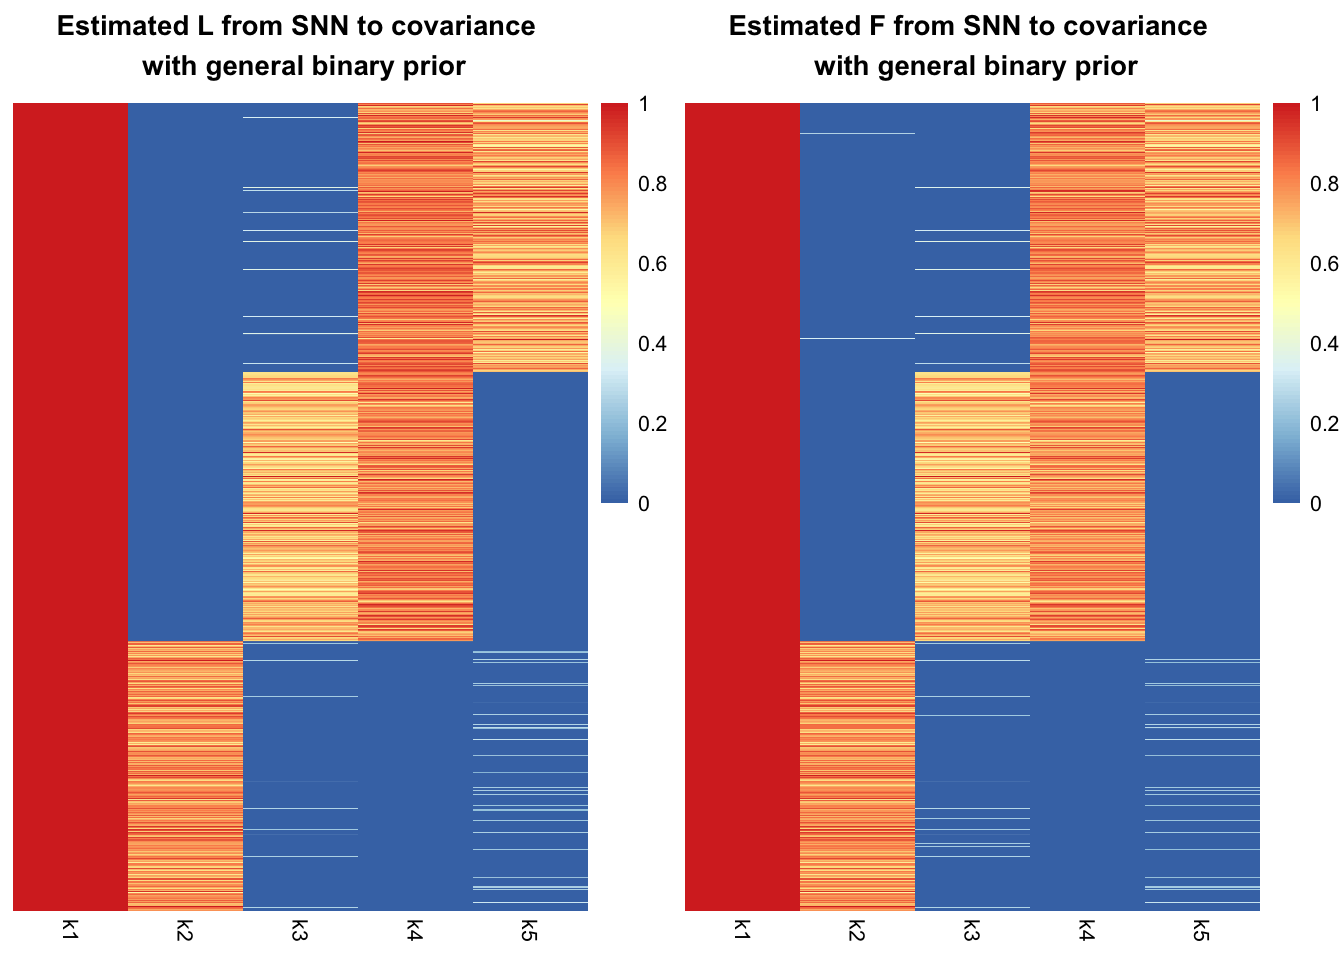 Estimated L from SNN to covariance
with general binary prior
1
0.8
0.6
0.4
0.2
0
k1
k2
k3
k4
k5
Estimated F from SNN to covariance
with general binary prior
1
0.8
0.6
0.4
0.2
0
k1
k2
k3
k4
k5